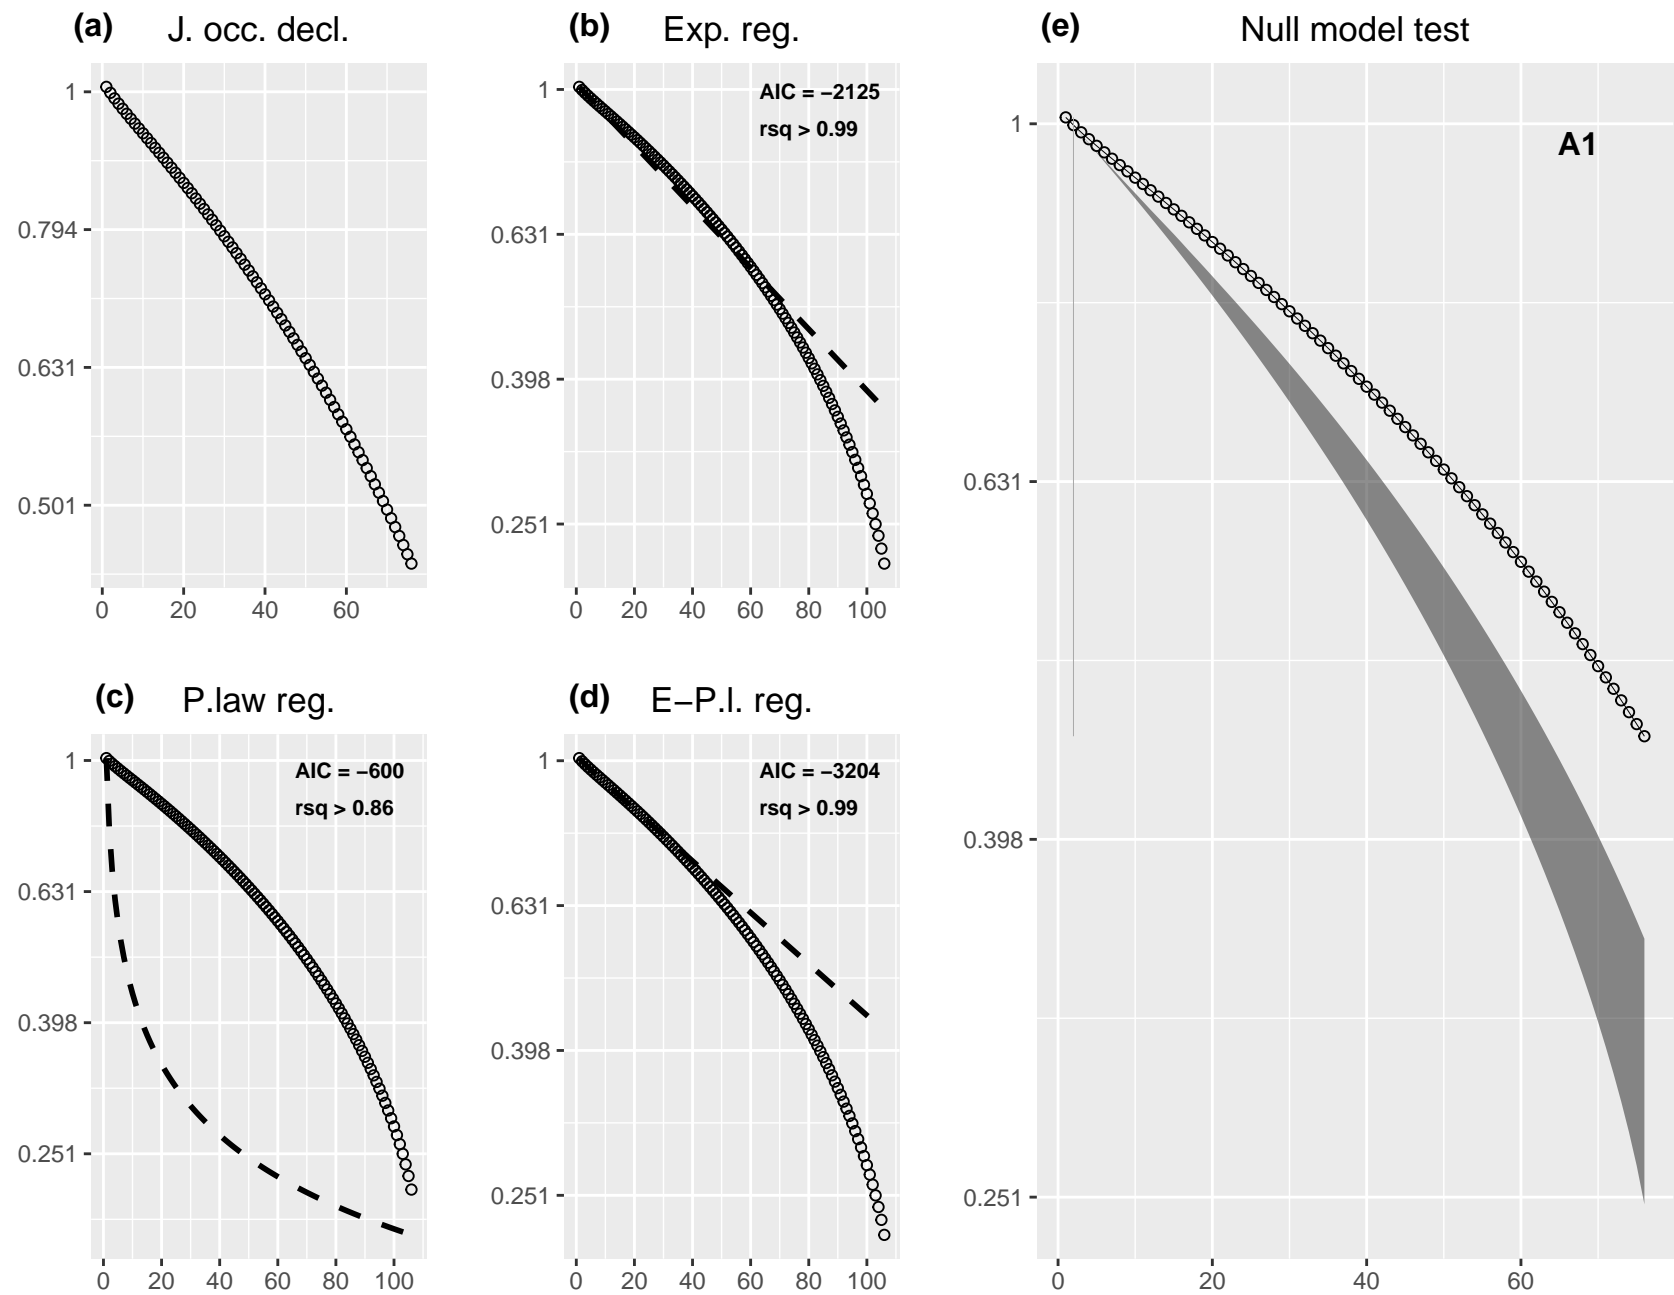 (a) J. occ. decl.
1
0.794
0.631
0.501
0 20 40 60
(b) Exp. reg.
AIC = −2125
rsq > 0.99
1
0.631
0.398
0.251
0 20 40 60 80 100
(c) P.law reg.
AIC = −600
rsq > 0.86
1
0.631
0.398
0.251
0 20 40 60 80 100
(d) E−P.l. reg.
AIC = −3204
rsq > 0.99
1
0.631
0.398
0.251
0 20 40 60 80 100
(e) Null model test
A1
1
0.631
0.398
0.251
0 20 40 60